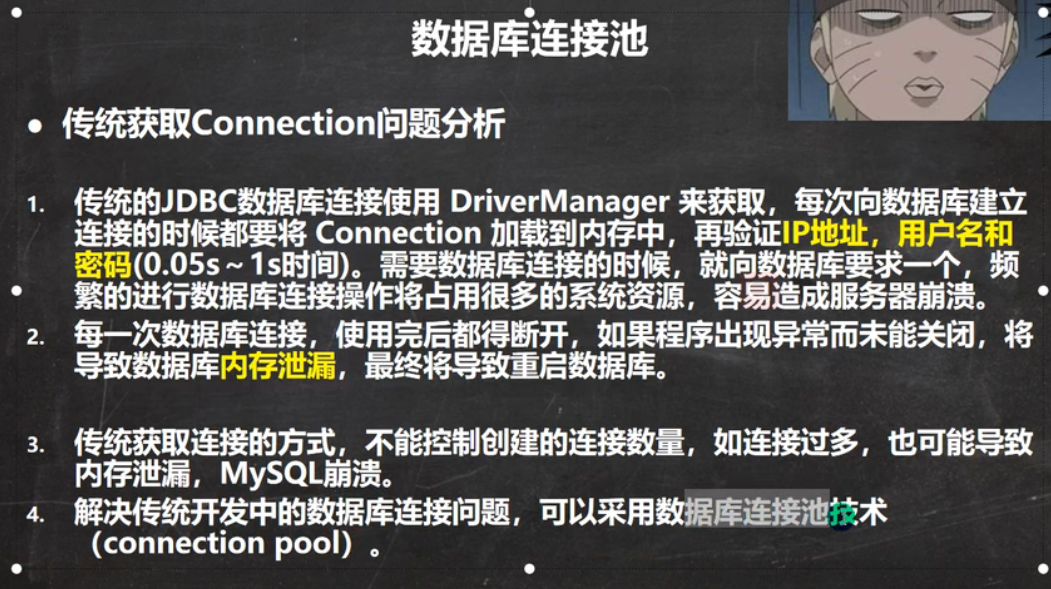 数据库连接池
● 传统获取Connection问题分析
1. 传统的JDBC数据库连接使用 DriverManager 来获取，每次向数据库建立
连接的时候都要将 Connection 加载到内存中，再验证IP地址，用户名和
密码(0.05s～1s时间)。需要数据库连接的时候，就向数据库要求一个，频
繁的进行数据库连接操作将占用很多的系统资源，容易造成服务器崩溃。
2. 每一次数据库连接，使用完后都得断开，如果程序出现异常而未能关闭，将
导致数据库内存泄漏，最终将导致重启数据库。
3. 传统获取连接的方式，不能控制创建的连接数量，如连接过多，也可能导致
内存泄漏，MySQL崩溃。
4. 解决传统开发中的数据库连接问题，可以采用数据库连接池技术
（connection pool）。